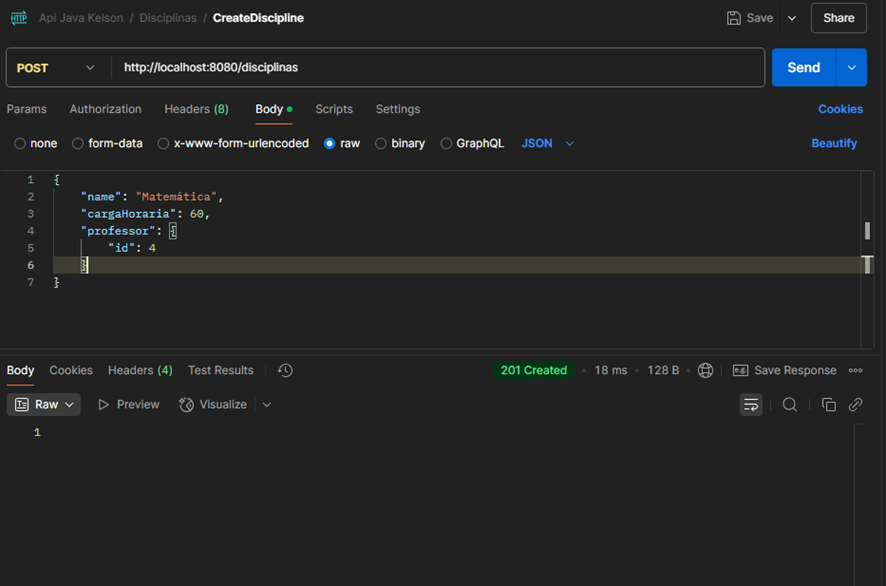 HTTP Api Java Kelson / Disciplinas / CreateDiscipline Save Share
POST http://localhost:8080/disciplinas Send
Params Authorization Headers (8) Body Scripts Settings Cookies
none form-data x-www-form-urlencoded raw binary GraphQL JSON Beautify
1 {
2 "name": "Matemática",
3 "cargaHoraria": 60,
4 "professor": {
5 "id": 4
6 }
7 }
Body Cookies Headers (4) Test Results 201 Created • 18 ms • 128 B • Save Response
Raw Preview Visualize
1